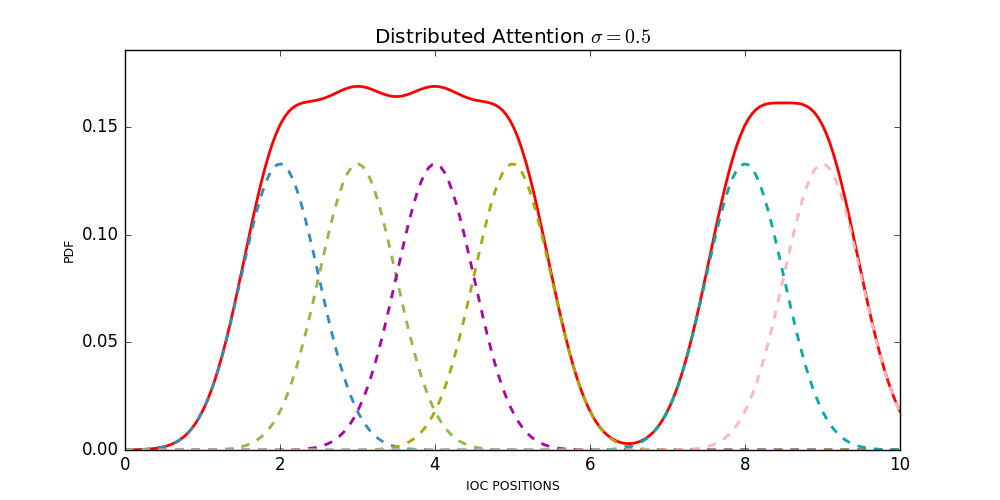 Distributed Attention σ = 0.5
PDF
0.15
0.10
0.05
0.00
0 2 4 6 8 10
IOC POSITIONS